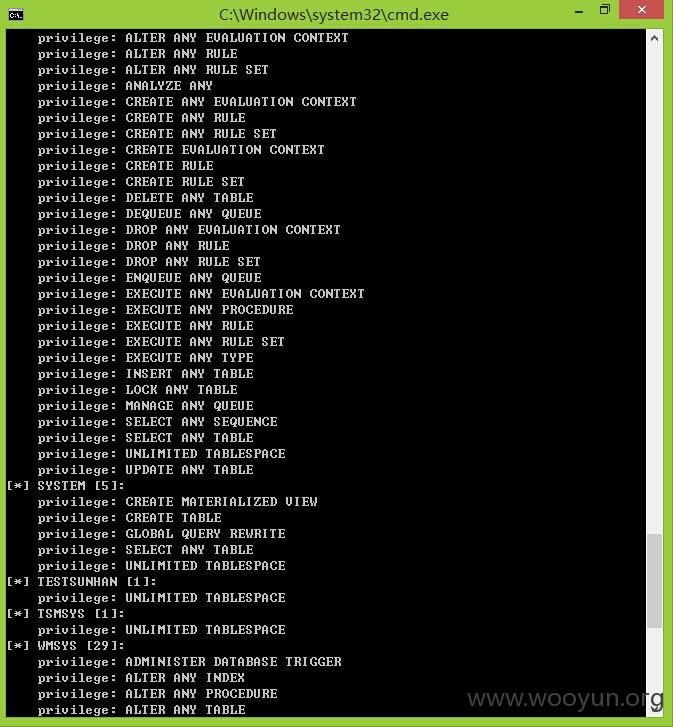 C:\Windows\system32\cmd.exe
privilege: ALTER ANY EVALUATION CONTEXT
privilege: ALTER ANY RULE
privilege: ALTER ANY RULE SET
privilege: ANALYZE ANY
privilege: CREATE ANY EVALUATION CONTEXT
privilege: CREATE ANY RULE
privilege: CREATE ANY RULE SET
privilege: CREATE EVALUATION CONTEXT
privilege: CREATE RULE
privilege: CREATE RULE SET
privilege: DELETE ANY TABLE
privilege: DEQUEUE ANY QUEUE
privilege: DROP ANY EVALUATION CONTEXT
privilege: DROP ANY RULE
privilege: DROP ANY RULE SET
privilege: ENQUEUE ANY QUEUE
privilege: EXECUTE ANY EVALUATION CONTEXT
privilege: EXECUTE ANY PROCEDURE
privilege: EXECUTE ANY RULE
privilege: EXECUTE ANY RULE SET
privilege: EXECUTE ANY TYPE
privilege: INSERT ANY TABLE
privilege: LOCK ANY TABLE
privilege: MANAGE ANY QUEUE
privilege: SELECT ANY SEQUENCE
privilege: SELECT ANY TABLE
privilege: UNLIMITED TABLESPACE
privilege: UPDATE ANY TABLE
[*] SYSTEM [5]:
privilege: CREATE MATERIALIZED VIEW
privilege: CREATE TABLE
privilege: GLOBAL QUERY REWRITE
privilege: SELECT ANY TABLE
privilege: UNLIMITED TABLESPACE
[*] TESTSUNHAN [1]:
privilege: UNLIMITED TABLESPACE
[*] TSMSYS [1]:
privilege: UNLIMITED TABLESPACE
[*] WMSYS [29]:
privilege: ADMINISTER DATABASE TRIGGER
privilege: ALTER ANY INDEX
privilege: ALTER ANY PROCEDURE
privilege: ALTER ANY TABLE
www.wooyun.org